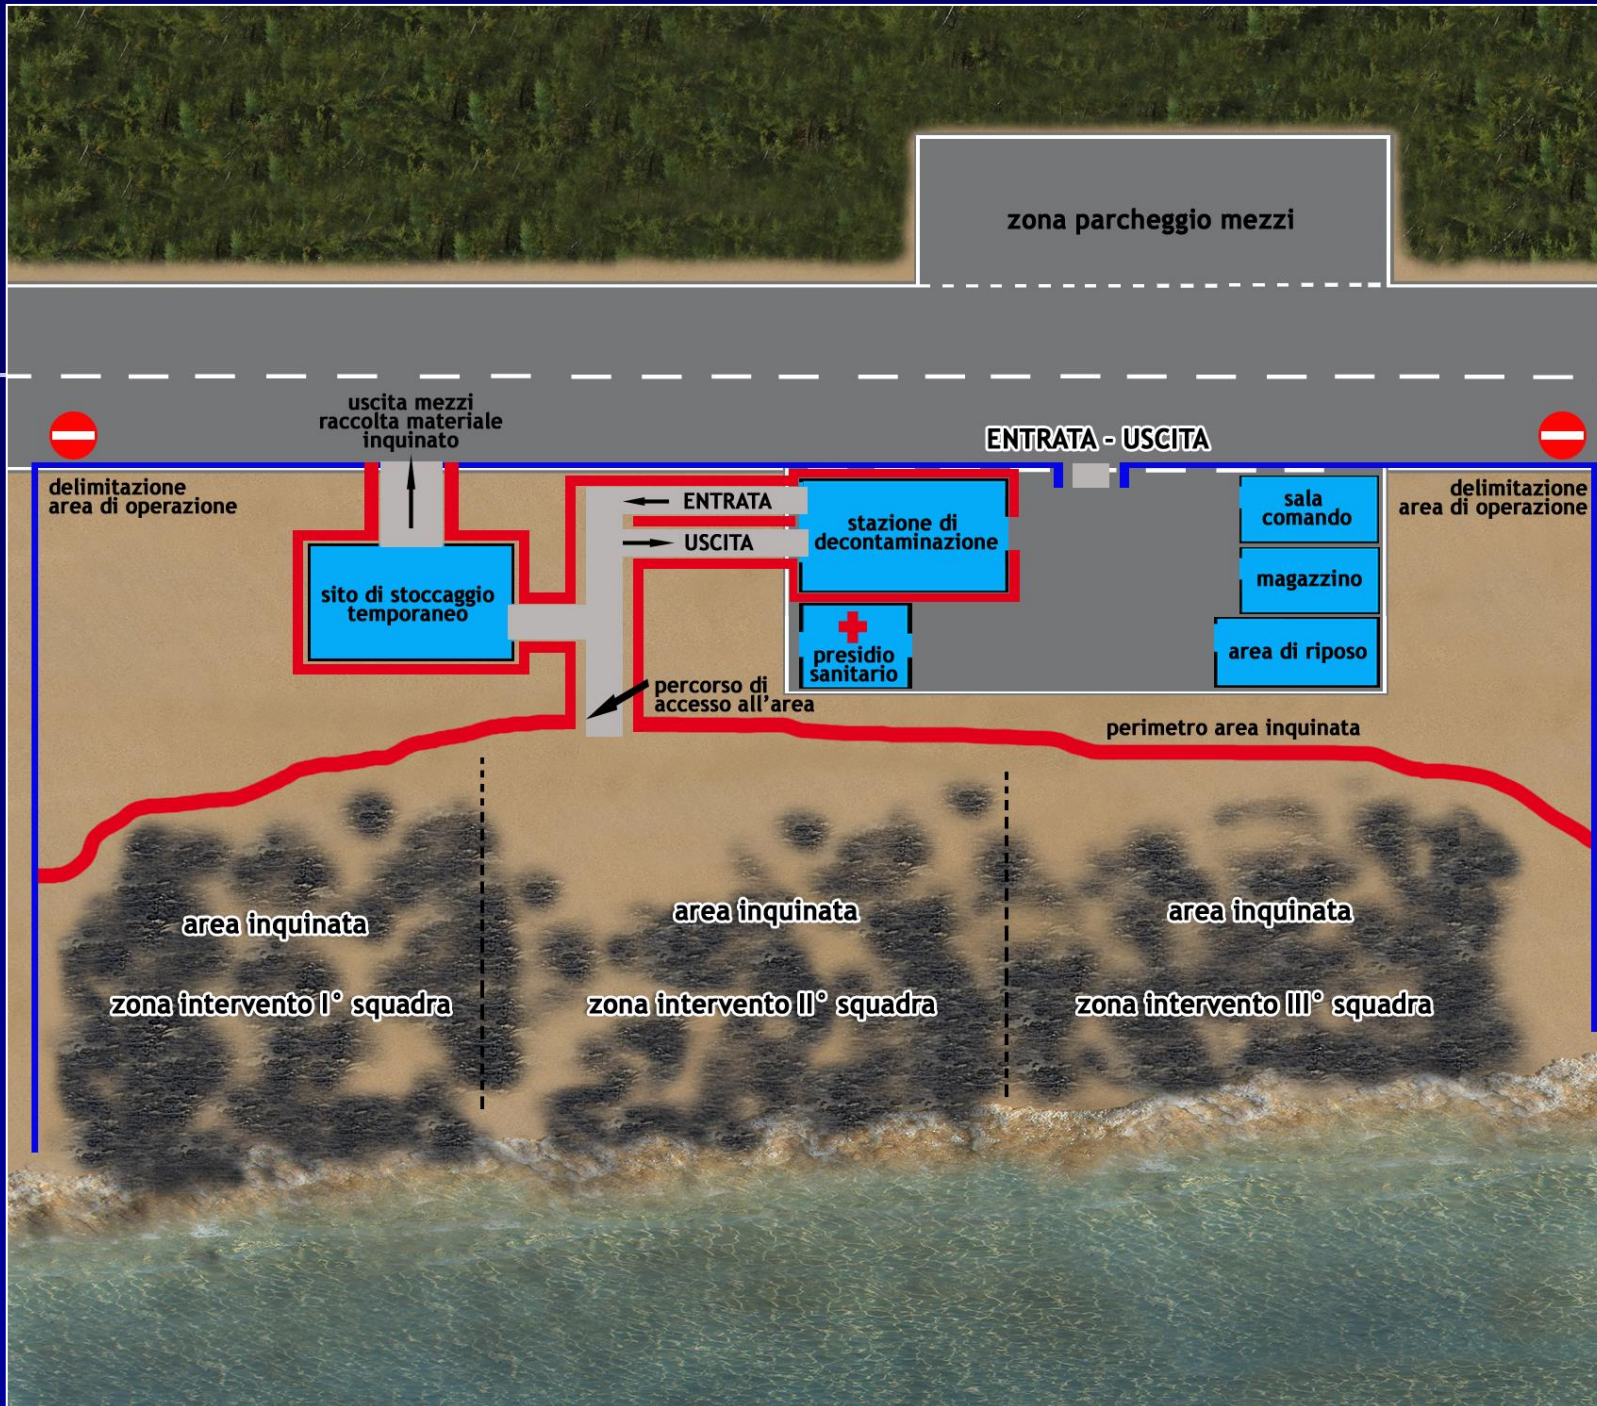 zona parcheggio mezzi
uscita mezzi
raccolta materiale
inquinato
ENTRATA - USCITA
delimitazione
area di operazione
ENTRATA
USCITA
stazione di
decontaminazione
sala
comando
delimitazione
area di operazione
magazzino
sito di stoccaggio
temporaneo
presidio
sanitario
area di riposo
percorso di
accesso all'area
perimetro area inquinata
area inquinata
zona intervento I° squadra
area inquinata
zona intervento II° squadra
area inquinata
zona intervento III° squadra